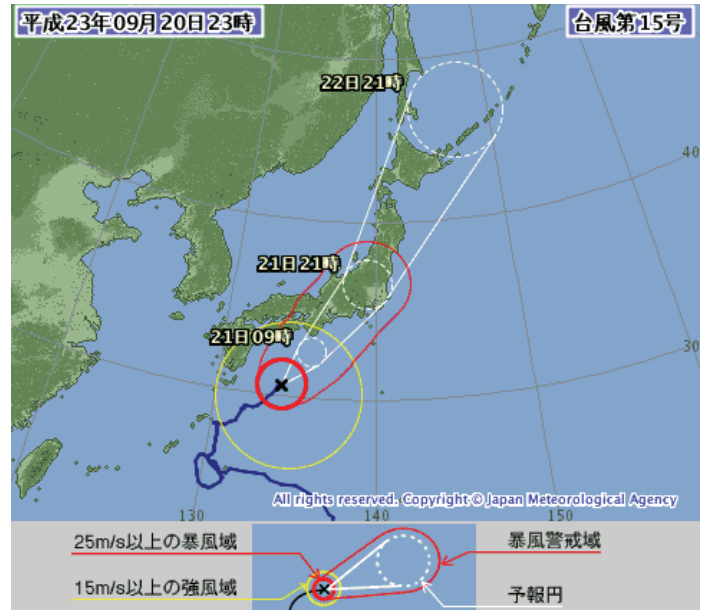 平成23年09月20日23時
台風第15号
22日21時
40
21日21時
21日09時
30
All rights reserved. Copyright © Japan Meteorological Agency
130
140
150
25m/s以上の暴風域
暴風警戒域
15m/s以上の強風域
予報円